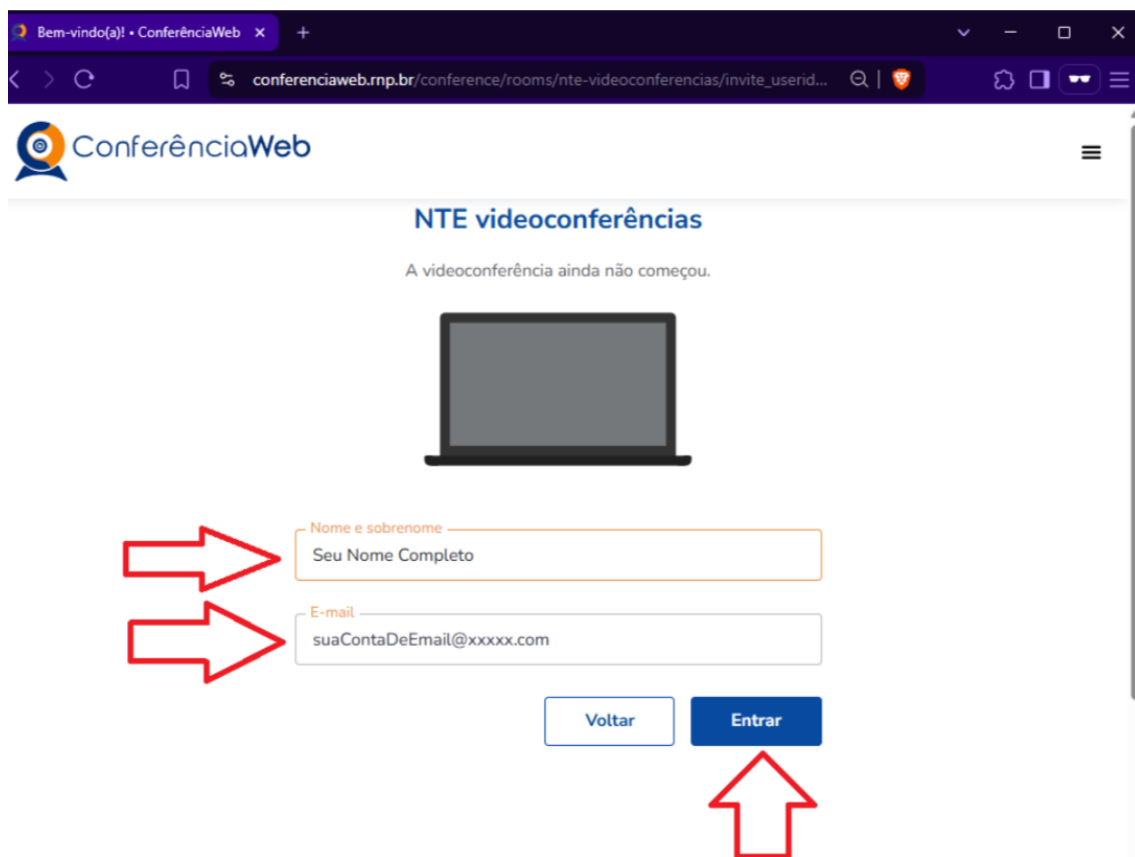 Bem-vindo(a)! • ConferênciaWeb
conferenciaweb.rnp.br/conference/rooms/nte-videoconferencias/invite_userid...
ConferênciaWeb
NTE videoconferências
A videoconferência ainda não começou.
Nome e sobrenome
Seu Nome Completo
E-mail
suaContaDeEmail@xxxxx.com
Voltar Entrar